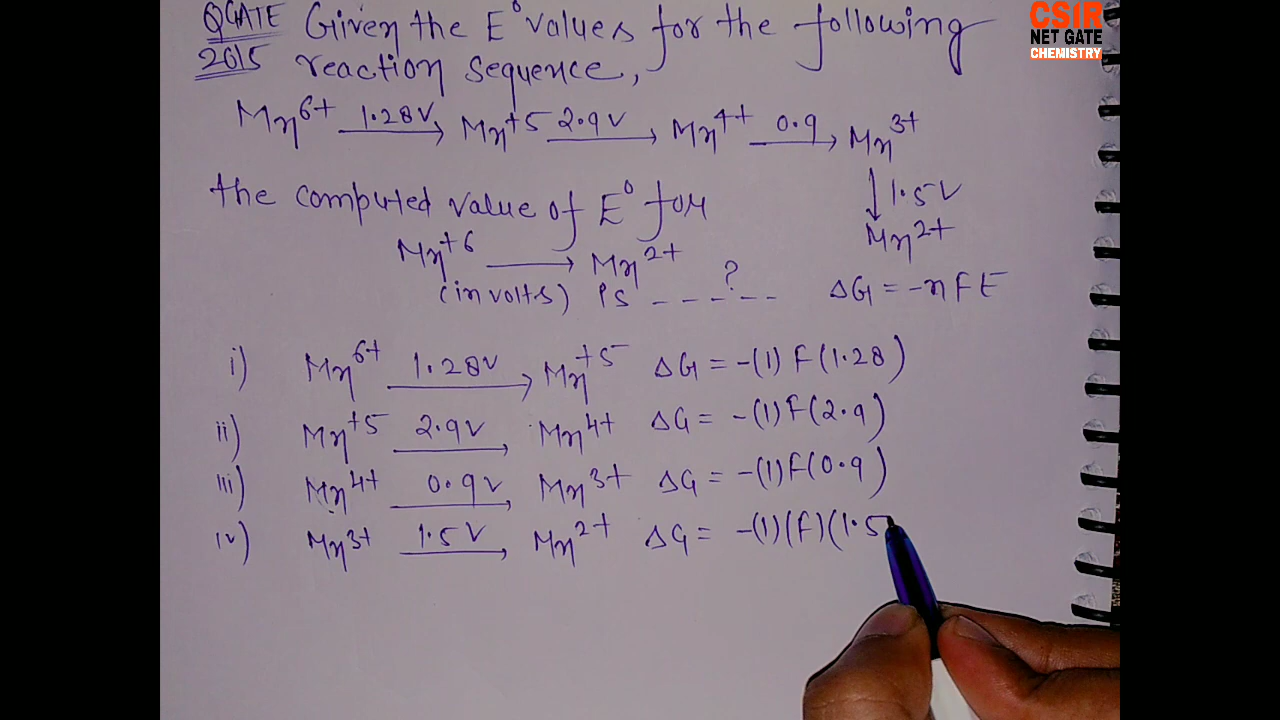 QGATE Given the E° values for the following
2015 reaction sequence,
CSIR
NET GATE
CHEMISTRY
Mn6+ 1.28V → Mn+5 2.9V → Mn4+ 0.9 → Mn3+
↓ 1.5V
Mn2+
the computed value of E° for
Mn+6 → Mn2+
(in volts) is - - - ? - - ΔG = -nFE
i) Mn6+ 1.28V → Mn+5 ΔG = -(1)F(1.28)
ii) Mn+5 2.9V → Mn4+ ΔG = -(1)F(2.9)
iii) Mn4+ 0.9V → Mn3+ ΔG = -(1)F(0.9)
iv) Mn3+ 1.5V → Mn2+ ΔG = -(1)(F)(1.5